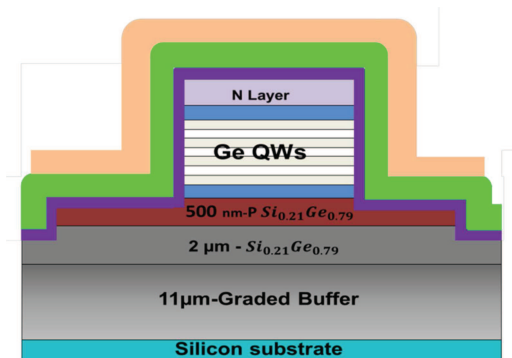 N Layer
Ge QWs
500 nm-P Si₀.₂₁Ge₀.₇₉
2 μm - Si₀.₂₁Ge₀.₇₉
11μm-Graded Buffer
Silicon substrate